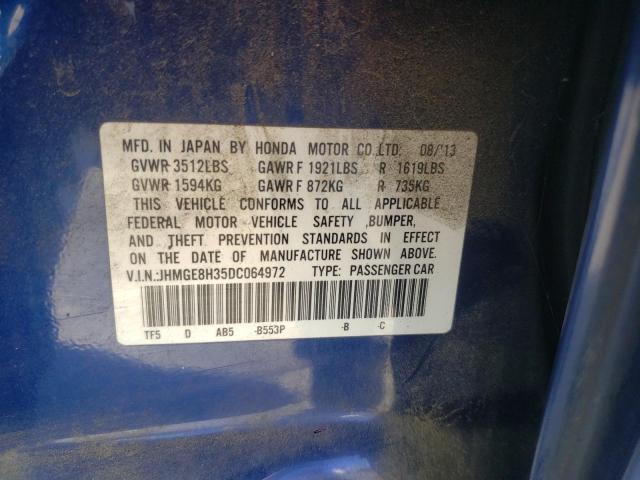 MFD. IN JAPAN BY HONDA MOTOR CO.,LTD. 08/'13
GVWR 3512LBS GAWR F 1921LBS R 1619LBS
GVWR 1594KG GAWR F 872KG R 735KG
THIS VEHICLE CONFORMS TO ALL APPLICABLE
FEDERAL MOTOR VEHICLE SAFETY ,BUMPER,
AND THEFT PREVENTION STANDARDS IN EFFECT
ON THE DATE OF MANUFACTURE SHOWN ABOVE.
V.I.N.:JHMGE8H35DC064972 TYPE: PASSENGER CAR
TF5 D AB5 -B553P -B -C